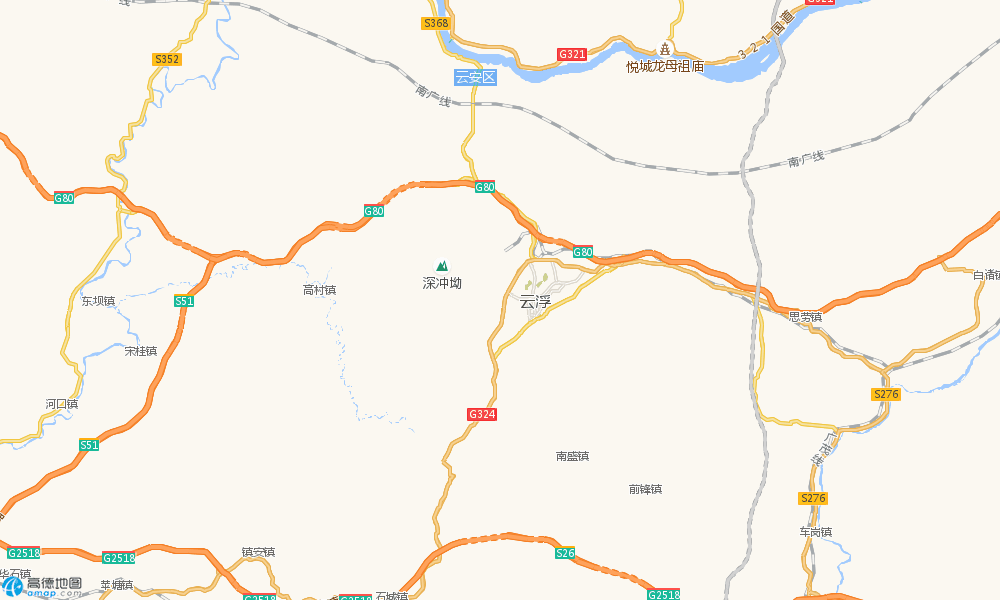 G321
S368
3 2 1 国道
G321
S352
悦城龙母祖庙
云安区
南广线
南广线
G80
G80
G80
G80
白诸镇
深冲坳
高村镇
东坝镇
S51
云浮
思劳镇
宋桂镇
S276
河口镇
G324
S51
广茂线
南盛镇
前锋镇
S276
车岗镇
G2518
G2518
镇安镇
S26
华石镇
高德地图
amap.com
苹塘镇
石城镇
G2518
G2518
G2518